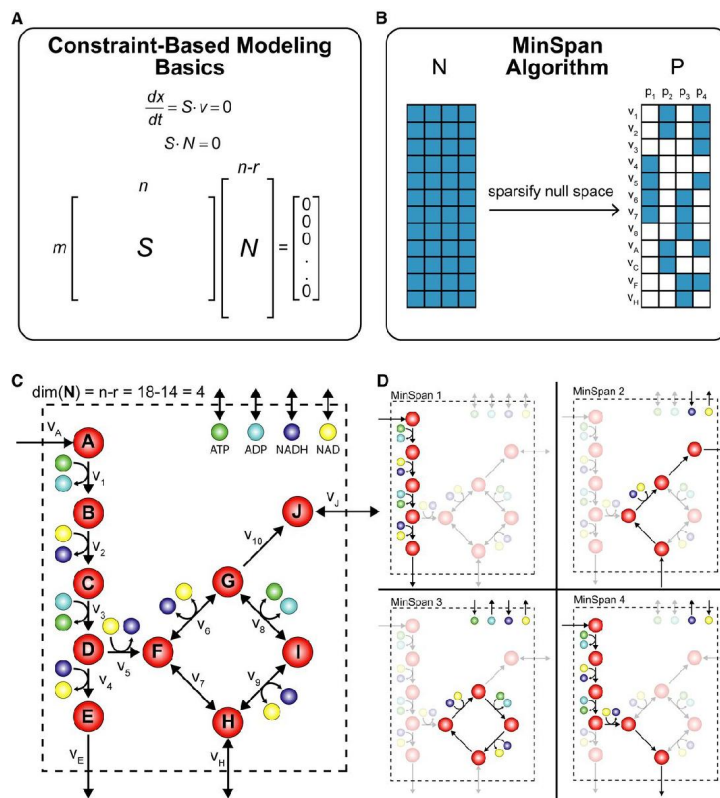 A
Constraint-Based Modeling
Basics
dx/dt = S·v=0
S·N=0
n
n-r
m
S
N
=
0
0
0
.
.
0
B
MinSpan
Algorithm
N
P
p1 p2 p3 p4
sparsify null space
v1
v2
v3
v4
v5
v6
v7
v8
vA
vC
vF
vH
C
dim(N) = n-r = 18-14 = 4
ATP ADP NADH NAD
vA
A
v1
B
v2
C
v3
D
v4
E
vE
v5
F
v6
G
v7
H
vH
v8
I
v9
v10
J
vJ
D
MinSpan 1
MinSpan 2
MinSpan 3
MinSpan 4